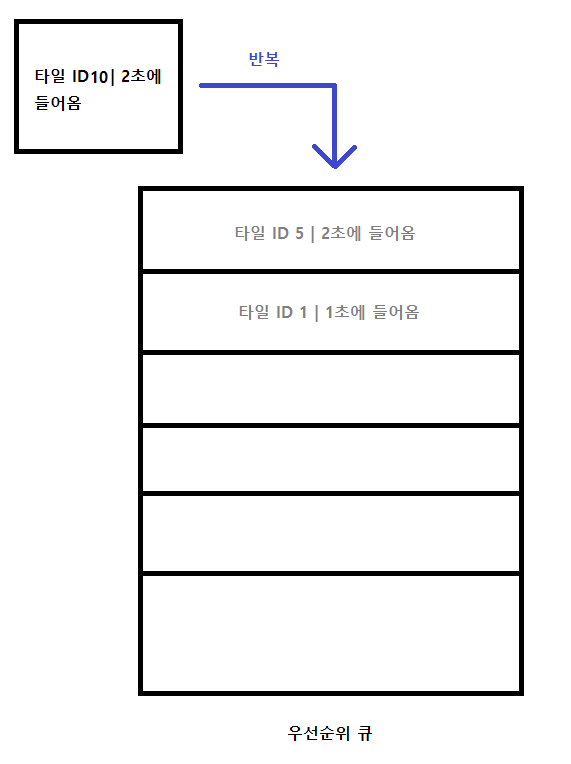 타일 ID10| 2초에
들어옴
반복
타일 ID 5 | 2초에 들어옴
타일 ID 1 | 1초에 들어옴
우선순위 큐